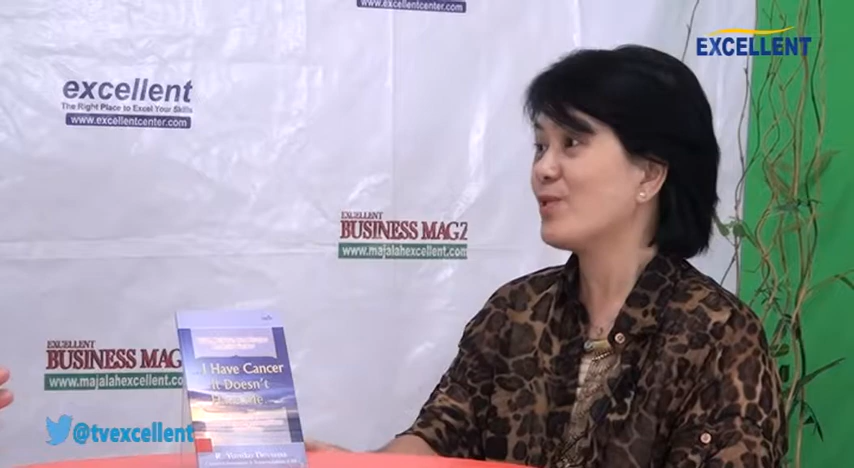 www.excellentcenter.com
EXCELLENT
excellent
The Right Place to Excel Your Skills
www.excellentcenter.com
EXCELLENT
BUSINESS MAG2
www.majalahexcellent.com
EXCELLENT
BUSINESS MAG
www.majalahexcellent.com
I Have Cancer
It Doesn't
@tvexcellent